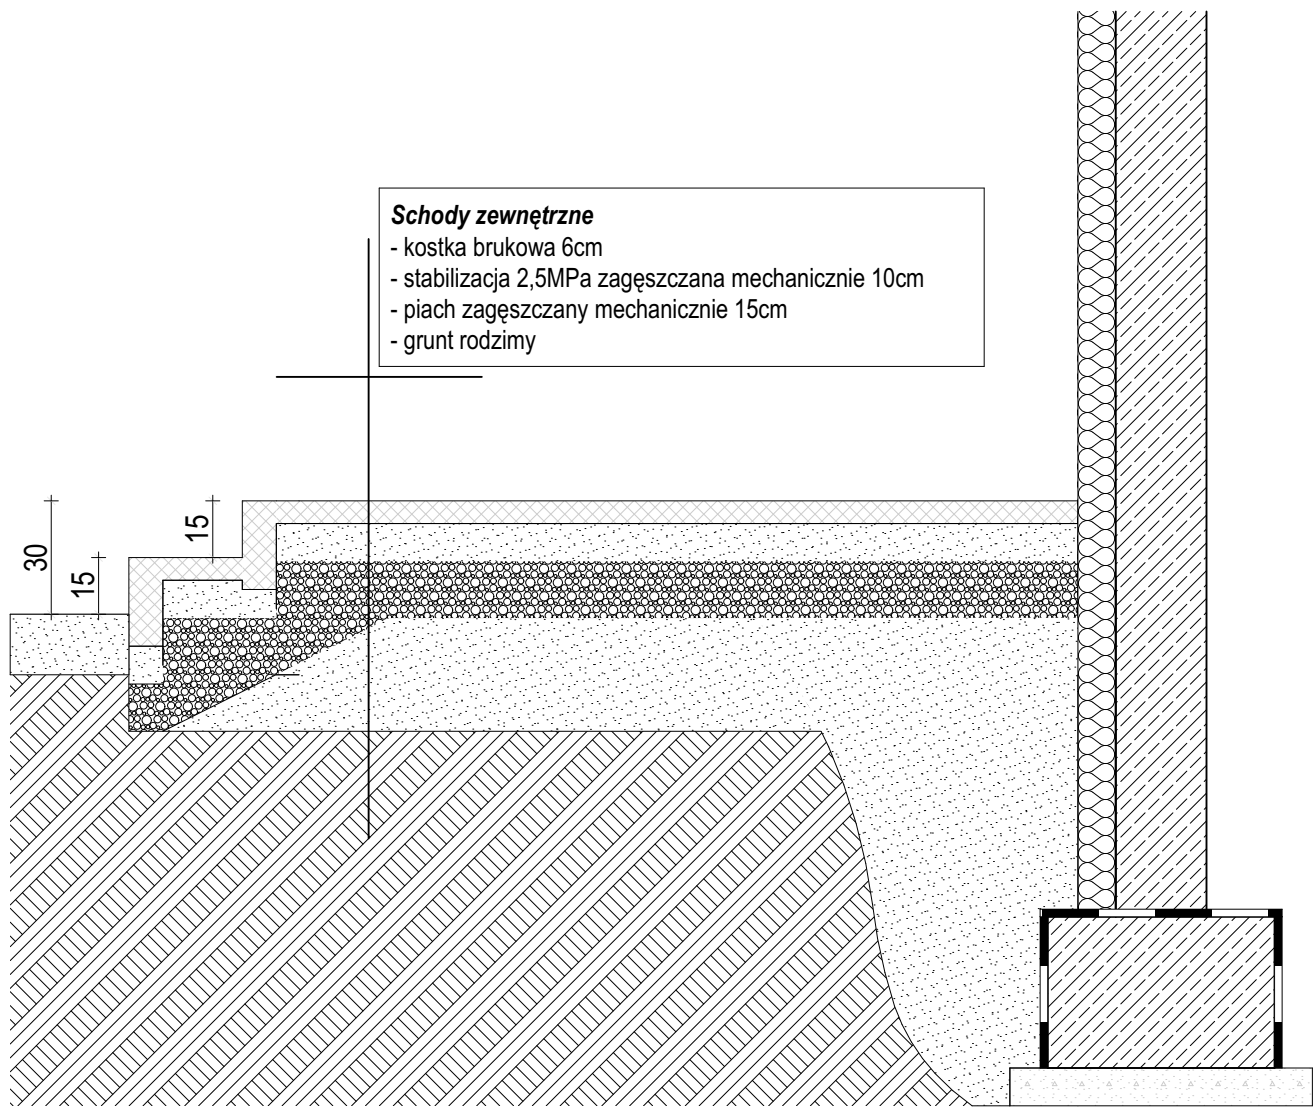 Schody zewnętrzne
- kostka brukowa 6cm
- stabilizacja 2,5MPa zagęszczana mechanicznie 10cm
- piach zagęszczany mechanicznie 15cm
- grunt rodzimy
15
30
15